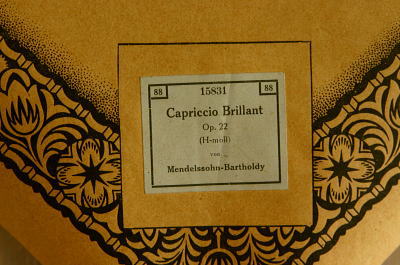 88 15831 88
Capriccio Brillant
Op. 22
(H-moll)
von
Mendelssohn-Bartholdy